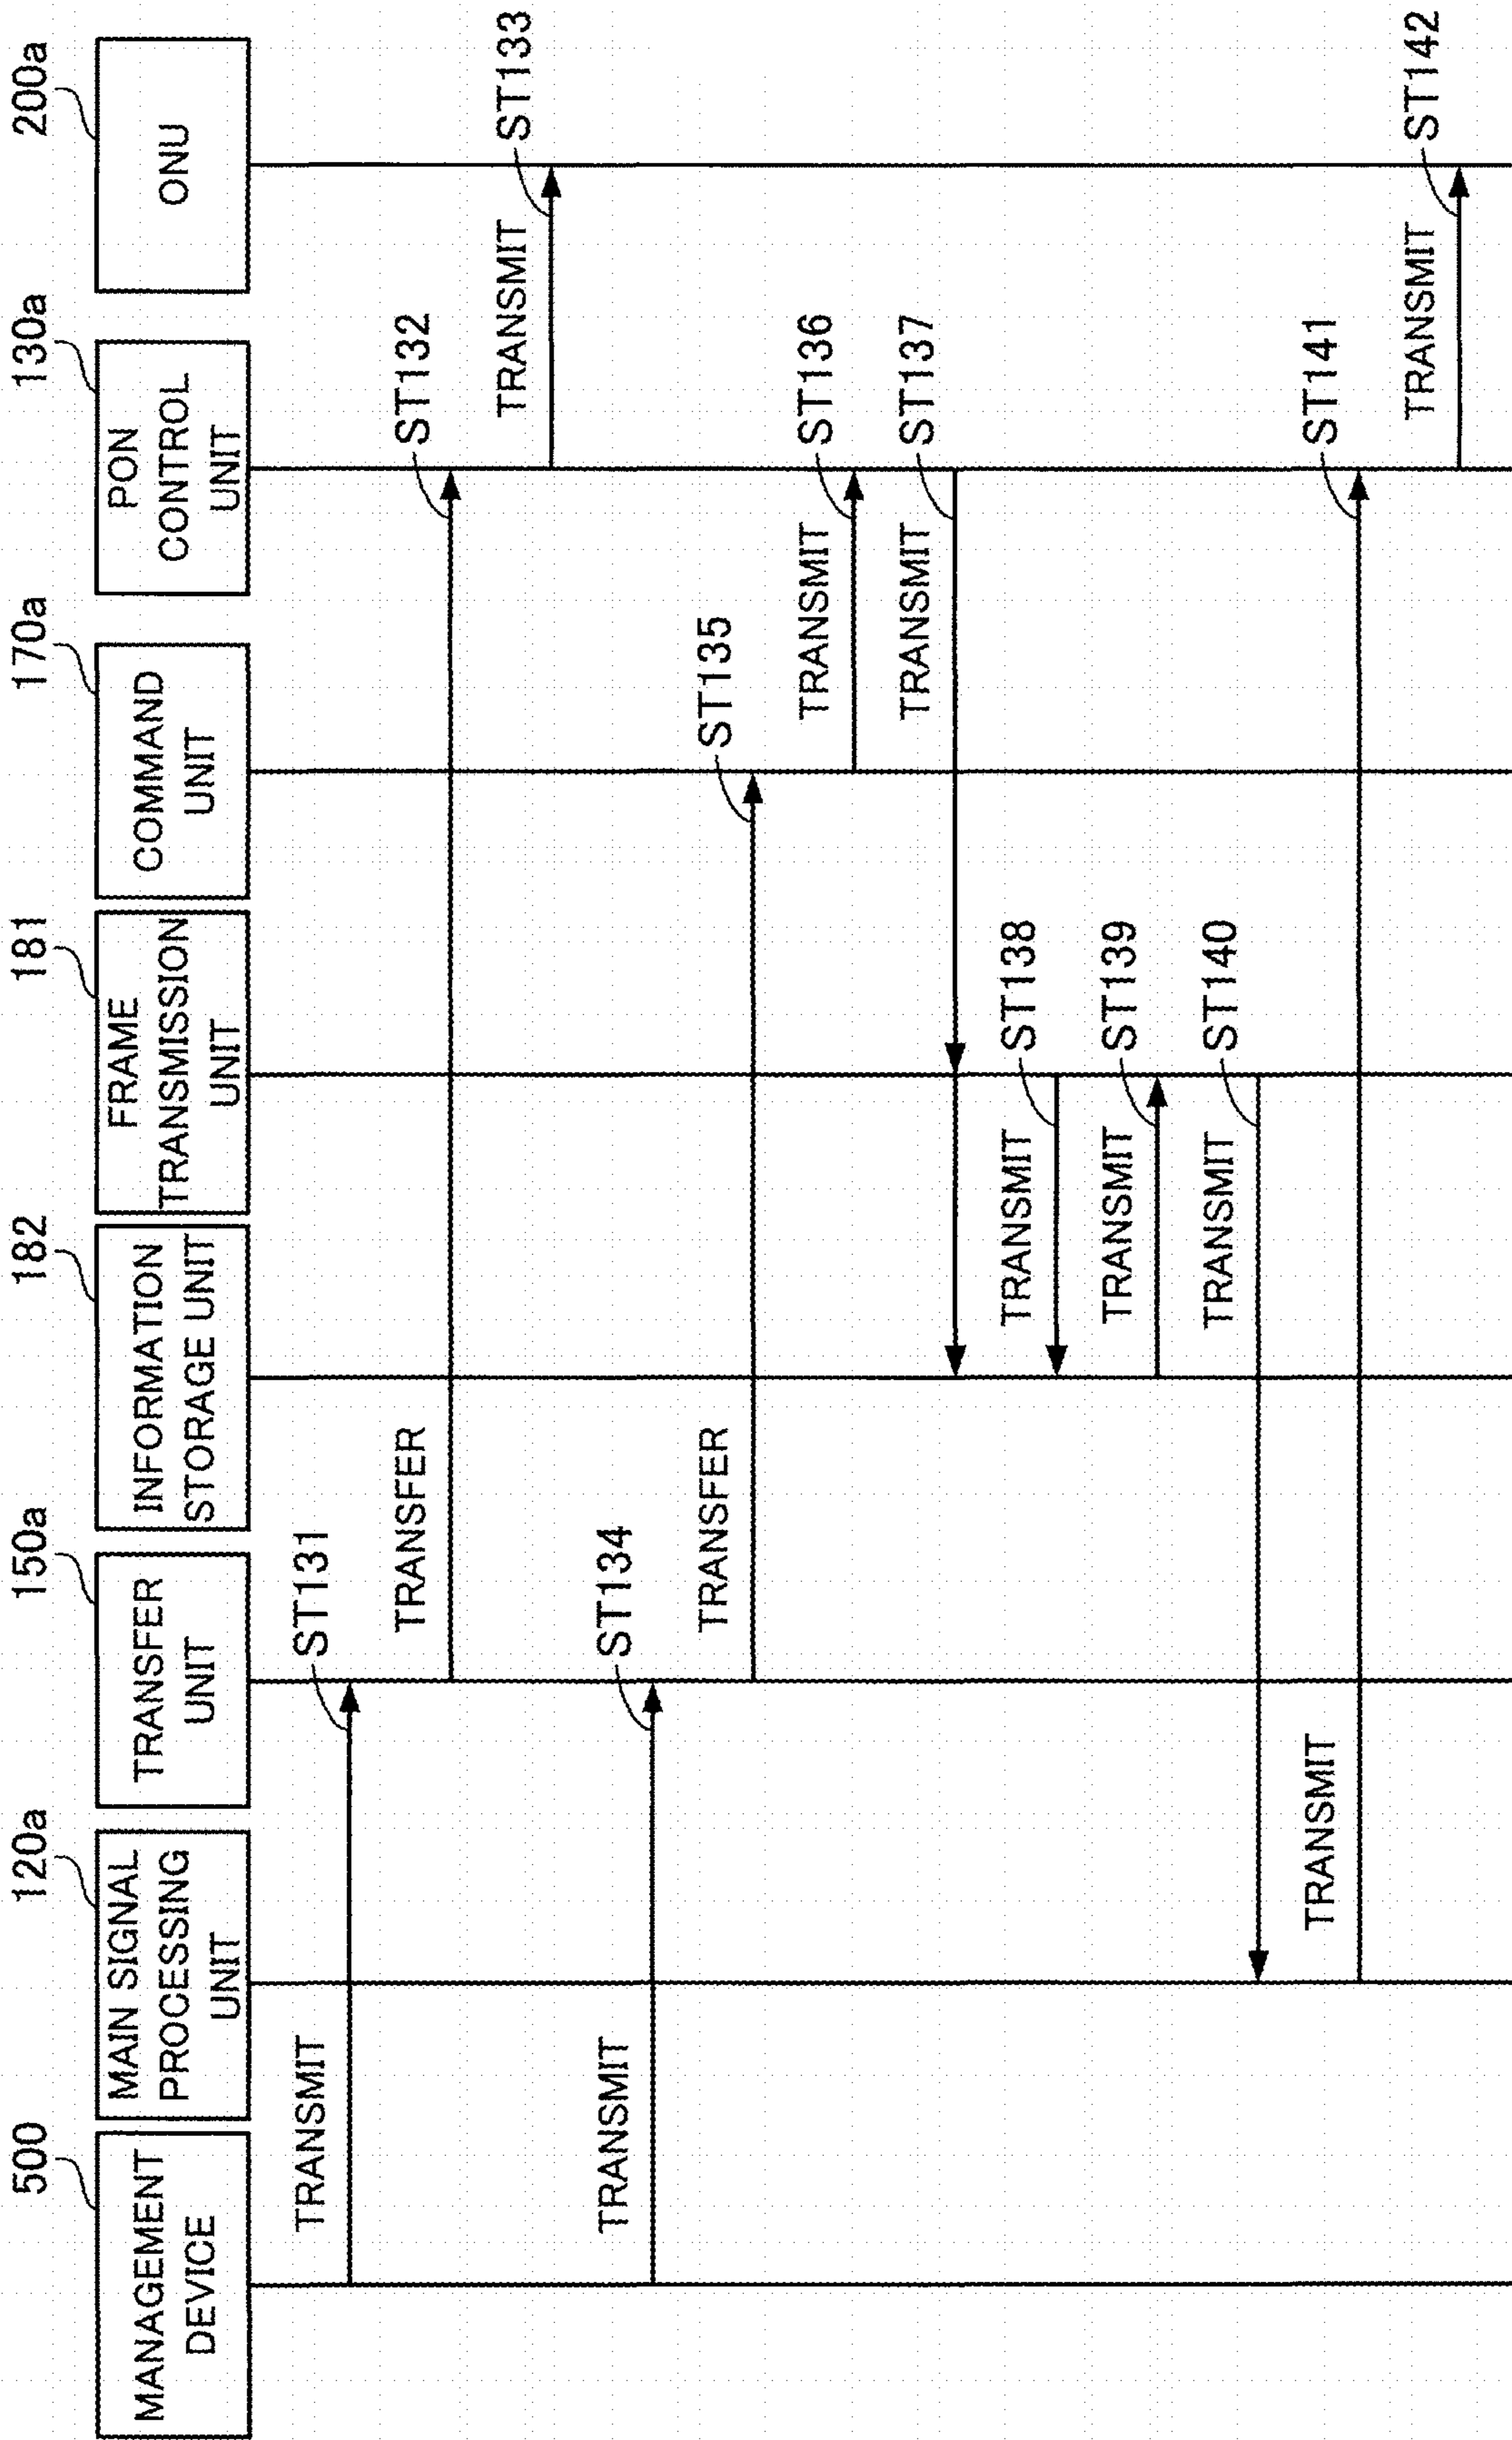 500
MANAGEMENT
DEVICE
120a
MAIN SIGNAL
PROCESSING
UNIT
150a
TRANSFER
UNIT
182
INFORMATION
STORAGE UNIT
181
FRAME
TRANSMISSION
UNIT
170a
COMMAND
UNIT
130a
PON
CONTROL
UNIT
200a
ONU
TRANSMIT
ST131
TRANSFER
ST132
TRANSMIT
ST133
TRANSMIT
ST134
TRANSFER
ST135
TRANSMIT
ST136
TRANSMIT
ST137
TRANSMIT
ST138
TRANSMIT
ST139
TRANSMIT
ST140
TRANSMIT
ST141
TRANSMIT
ST142